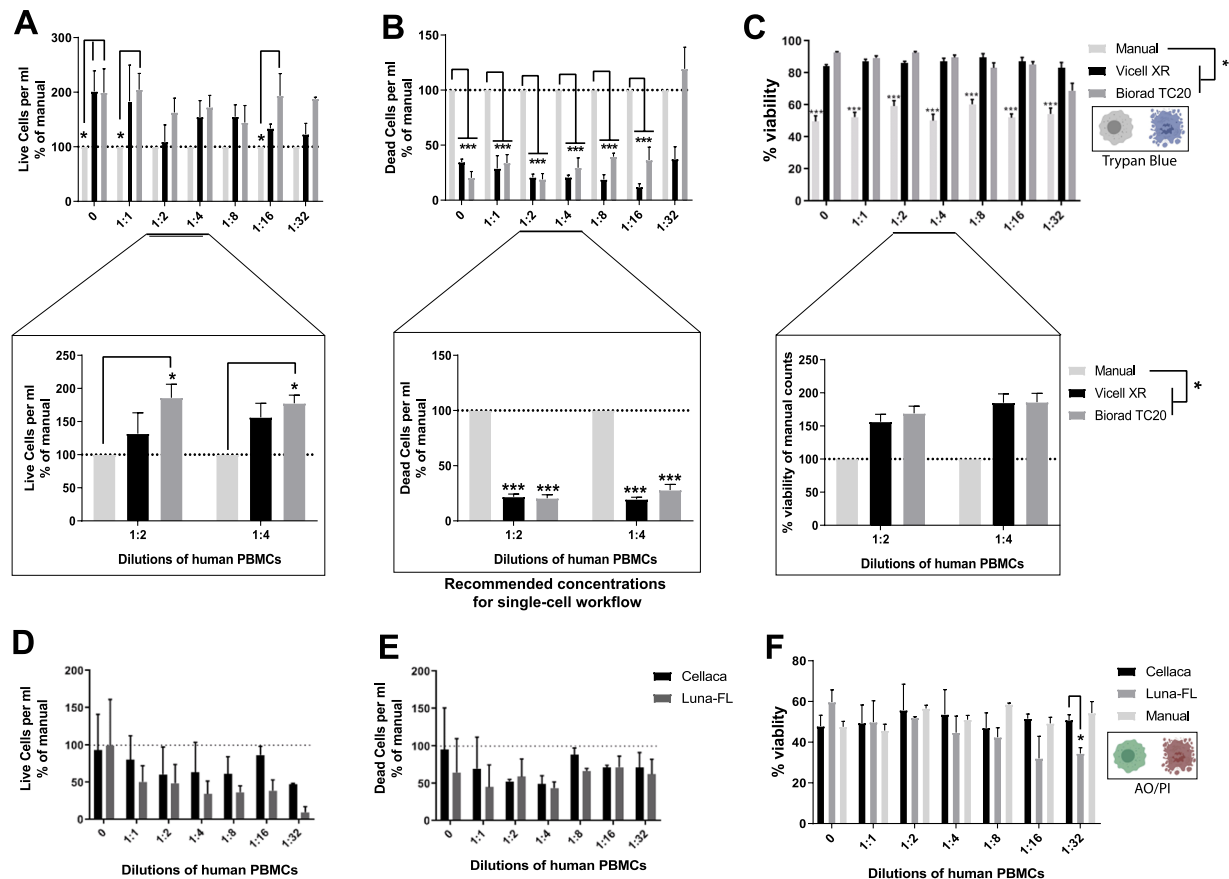 A
Live Cells per ml
% of manual
300
200
100
0
*
*
*
0
1:1
1:2
1:4
1:8
1:16
1:32
B
Dead Cells per ml
% of manual
150
100
50
0
***
***
***
***
***
***
0
1:1
1:2
1:4
1:8
1:16
1:32
C
% viability
100
80
60
40
20
0
***
***
***
***
***
***
***
0
1:1
1:2
1:4
1:8
1:16
1:32
Manual
Vicell XR
Biorad TC20
*
Trypan Blue
Live Cells per ml
% of manual
250
200
150
100
50
0
*
*
1:2
1:4
Dilutions of human PBMCs
Dead Cells per ml
% of manual
150
100
50
0
***
***
***
***
1:2
1:4
Dilutions of human PBMCs
Recommended concentrations
for single-cell workflow
% viability of manual counts
250
200
150
100
50
0
1:2
1:4
Dilutions of human PBMCs
Manual
Vicell XR
Biorad TC20
*
D
Live Cells per ml
% of manual
200
150
100
50
0
0
1:1
1:2
1:4
1:8
1:16
1:32
Dilutions of human PBMCs
E
Dead Cells per ml
% of manual
200
150
100
50
0
0
1:1
1:2
1:4
1:8
1:16
1:32
Dilutions of human PBMCs
Cellaca
Luna-FL
F
% viablity
80
60
40
20
0
*
0
1:1
1:2
1:4
1:8
1:16
1:32
Dilutions of human PBMCs
Cellaca
Luna-FL
Manual
AO/PI